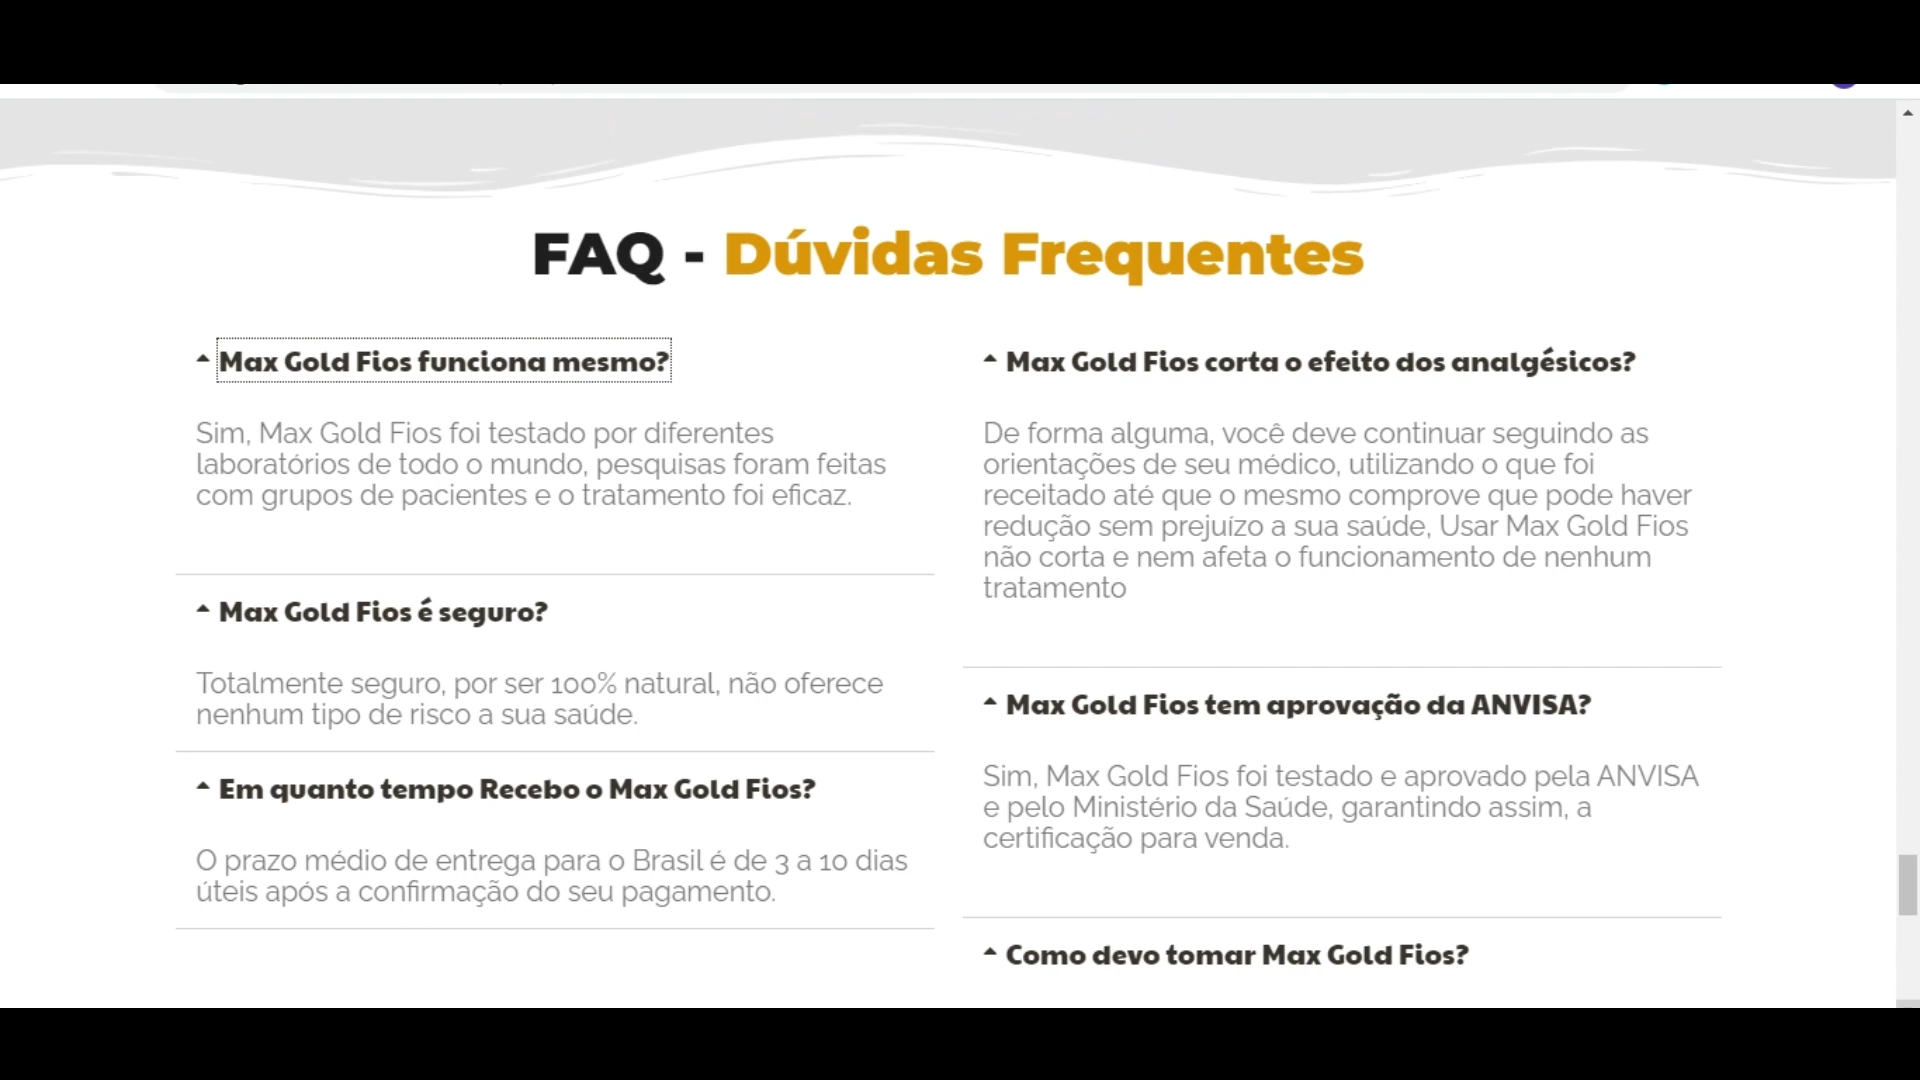 FAQ - Dúvidas Frequentes
Max Gold Fios funciona mesmo?
Sim, Max Gold Fios foi testado por diferentes
laboratórios de todo o mundo, pesquisas foram feitas
com grupos de pacientes e o tratamento foi eficaz.
Max Gold Fios é seguro?
Totalmente seguro, por ser 100% natural, não oferece
nenhum tipo de risco a sua saúde.
Em quanto tempo Recebo o Max Gold Fios?
O prazo médio de entrega para o Brasil é de 3 a 10 dias
úteis após a confirmação do seu pagamento.
Max Gold Fios corta o efeito dos analgésicos?
De forma alguma, você deve continuar seguindo as
orientações de seu médico, utilizando o que foi
receitado até que o mesmo comprove que pode haver
redução sem prejuízo a sua saúde, Usar Max Gold Fios
não corta e nem afeta o funcionamento de nenhum
tratamento
Max Gold Fios tem aprovação da ANVISA?
Sim, Max Gold Fios foi testado e aprovado pela ANVISA
e pelo Ministério da Saúde, garantindo assim, a
certificação para venda.
Como devo tomar Max Gold Fios?